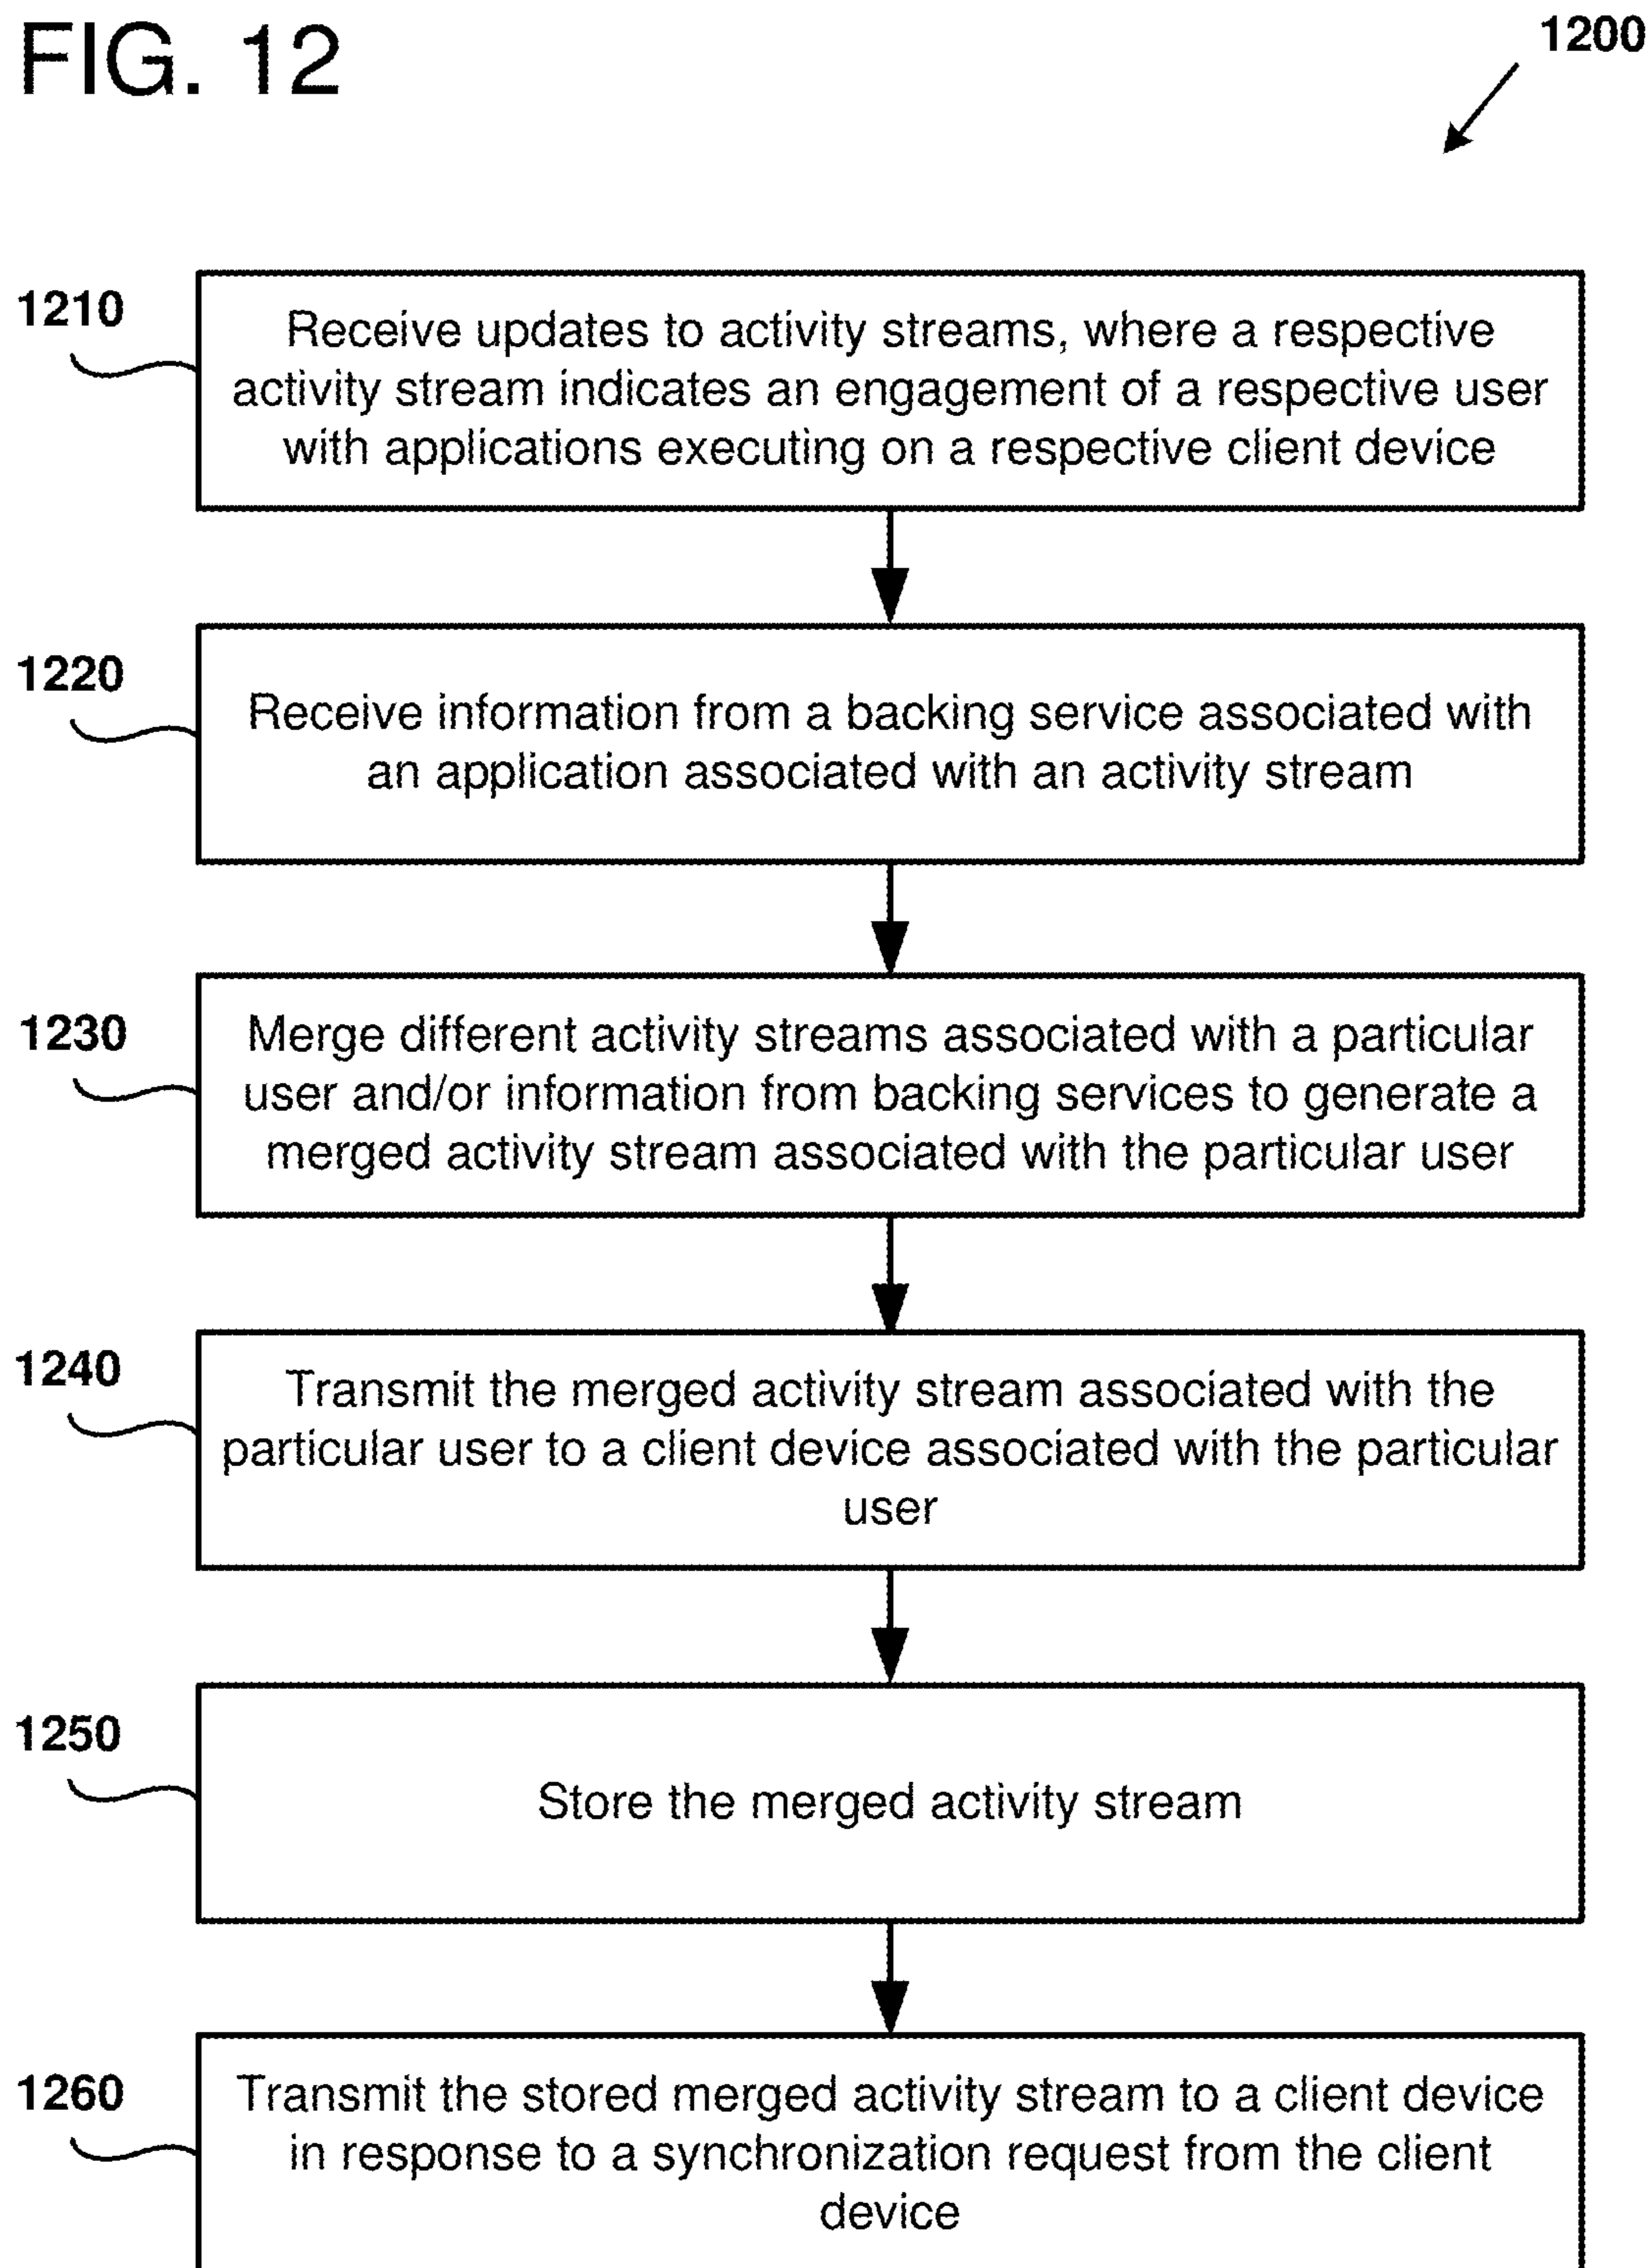 FIG. 12
1200
1210
Receive updates to activity streams, where a respective
activity stream indicates an engagement of a respective user
with applications executing on a respective client device
1220
Receive information from a backing service associated with
an application associated with an activity stream
1230
Merge different activity streams associated with a particular
user and/or information from backing services to generate a
merged activity stream associated with the particular user
1240
Transmit the merged activity stream associated with the
particular user to a client device associated with the particular
user
1250
Store the merged activity stream
1260
Transmit the stored merged activity stream to a client device
in response to a synchronization request from the client
device